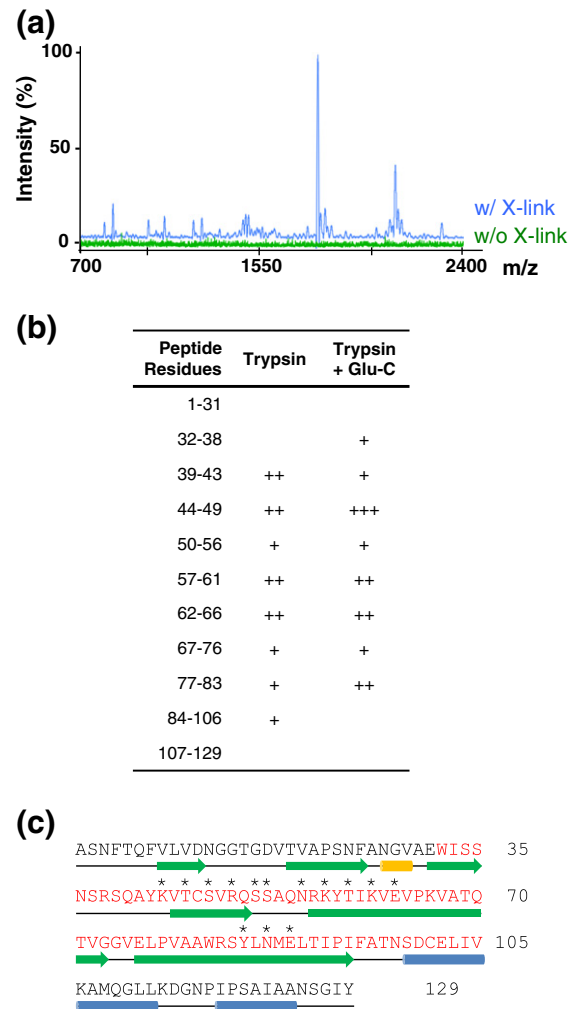 (a)
100
50
0
Intensity (%)
w/ X-link
w/o X-link
700
1550
2400
m/z
(b)
Peptide Residues Trypsin Trypsin + Glu-C
1-31
32-38 +
39-43 ++ +
44-49 ++ +++
50-56 + +
57-61 ++ ++
62-66 ++ ++
67-76 + +
77-83 + ++
84-106 +
107-129
(c)
ASNFTQFVLVDNGGTGDVTVAPSNFANGVAEWISS 35
* * * * ** * * * * *
NSRSQAYKVTCSVRQSSAQNRKYTIKVEVPKVATQ 70
* * *
TVGGVELPVAAWRSYLNMELTIPIFATNSDCELIV 105
KAMQGLLKDGNPIPSAIAANSGIY 129